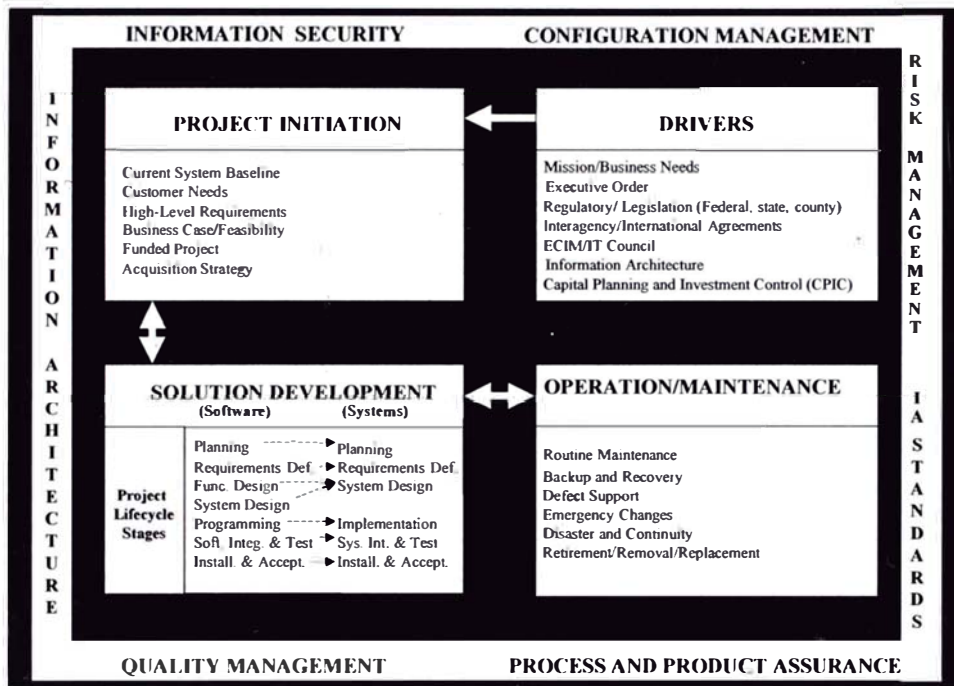 INFORMATION SECURITY
CONFIGURATION MANAGEMENT
INFORMATION ARCHITECTURE
RISK MANAGEMENT
IA STANDARDS
PROJECT INITIATION
Current System Baseline
Customer Needs
High-Level Requirements
Business Case/Feasibility
Funded Project
Acquisition Strategy
DRIVERS
Mission/Business Needs
Executive Order
Regulatory/ Legislation (Federal, state, county)
Interagency/International Agreements
ECIM/IT Council
Information Architecture
Capital Planning and Investment Control (CPIC)
SOLUTION DEVELOPMENT
(Software) (Systems)
Project
Lifecycle
Stages
Planning Planning
Requirements Def. Requirements Def.
Func. Design System Design
System Design
Programming Implementation
Soft. Integ. & Test Sys. Int. & Test
Install. & Accept. Install. & Accept.
OPERATION/MAINTENANCE
Routine Maintenance
Backup and Recovery
Defect Support
Emergency Changes
Disaster and Continuity
Retirement/Removal/Replacement
QUALITY MANAGEMENT
PROCESS AND PRODUCT ASSURANCE